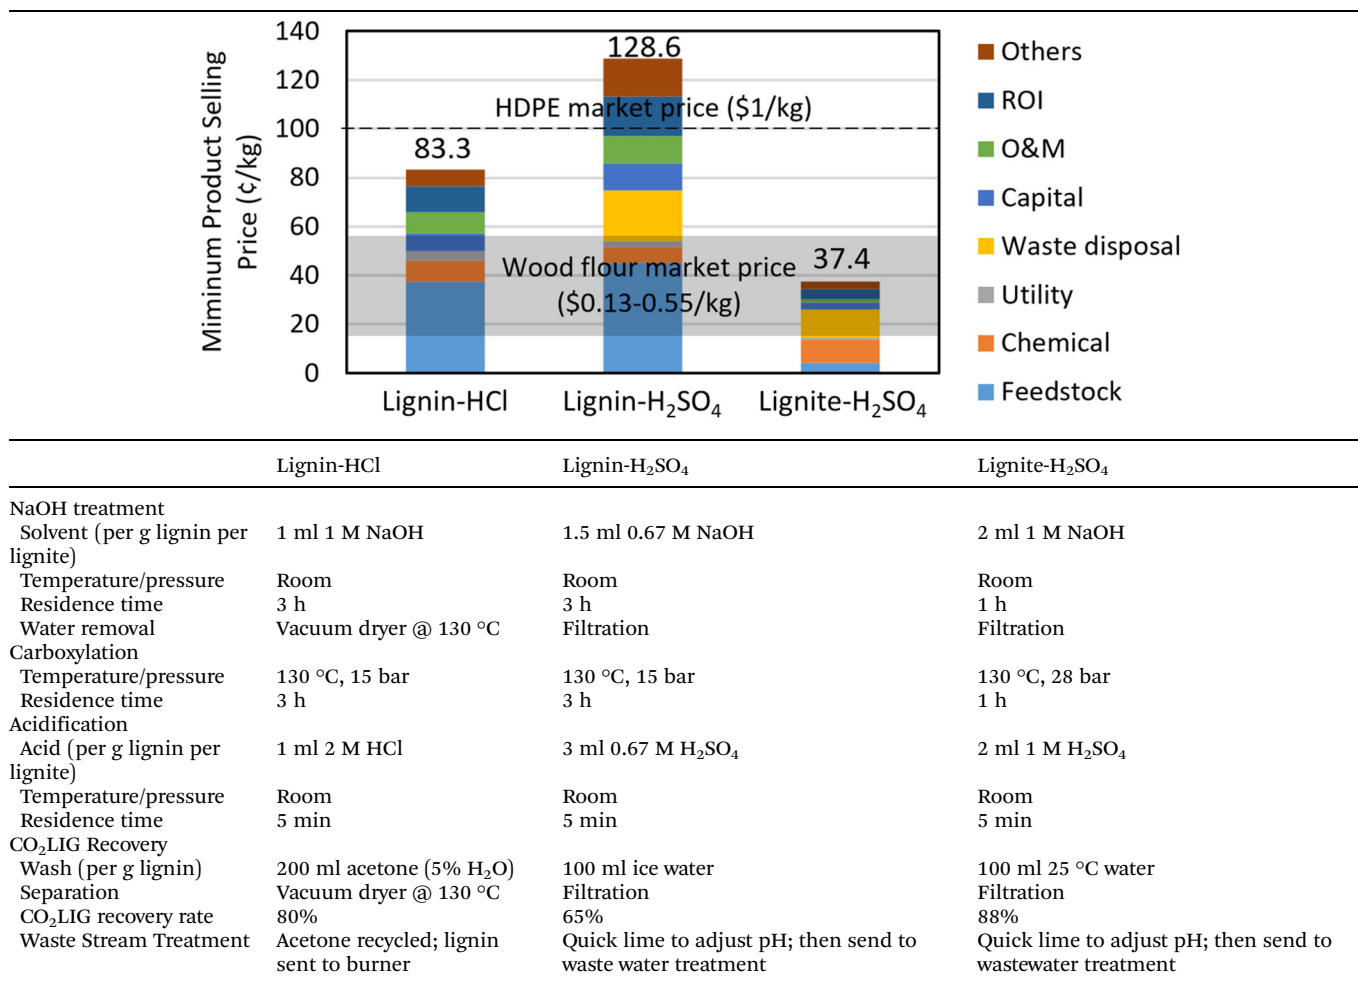 Miminum Product Selling
Price (¢/kg)
140
120
100
80
60
40
20
0
83.3
128.6
37.4
HDPE market price ($1/kg)
Wood flour market price
($0.13-0.55/kg)
Lignin-HCl
Lignin-H₂SO₄
Lignite-H₂SO₄
Others
ROI
O&M
Capital
Waste disposal
Utility
Chemical
Feedstock
Lignin-HCl Lignin-H₂SO₄ Lignite-H₂SO₄
NaOH treatment
Solvent (per g lignin per 1 ml 1 M NaOH 1.5 ml 0.67 M NaOH 2 ml 1 M NaOH
lignite)
Temperature/pressure Room Room Room
Residence time 3 h 3 h 1 h
Water removal Vacuum dryer @ 130 °C Filtration Filtration
Carboxylation
Temperature/pressure 130 °C, 15 bar 130 °C, 15 bar 130 °C, 28 bar
Residence time 3 h 3 h 1 h
Acidification
Acid (per g lignin per 1 ml 2 M HCl 3 ml 0.67 M H₂SO₄ 2 ml 1 M H₂SO₄
lignite)
Temperature/pressure Room Room Room
Residence time 5 min 5 min 5 min
CO₂LIG Recovery
Wash (per g lignin) 200 ml acetone (5% H₂O) 100 ml ice water 100 ml 25 °C water
Separation Vacuum dryer @ 130 °C Filtration Filtration
CO₂LIG recovery rate 80% 65% 88%
Waste Stream Treatment Acetone recycled; lignin Quick lime to adjust pH; then send to Quick lime to adjust pH; then send to
sent to burner waste water treatment wastewater treatment